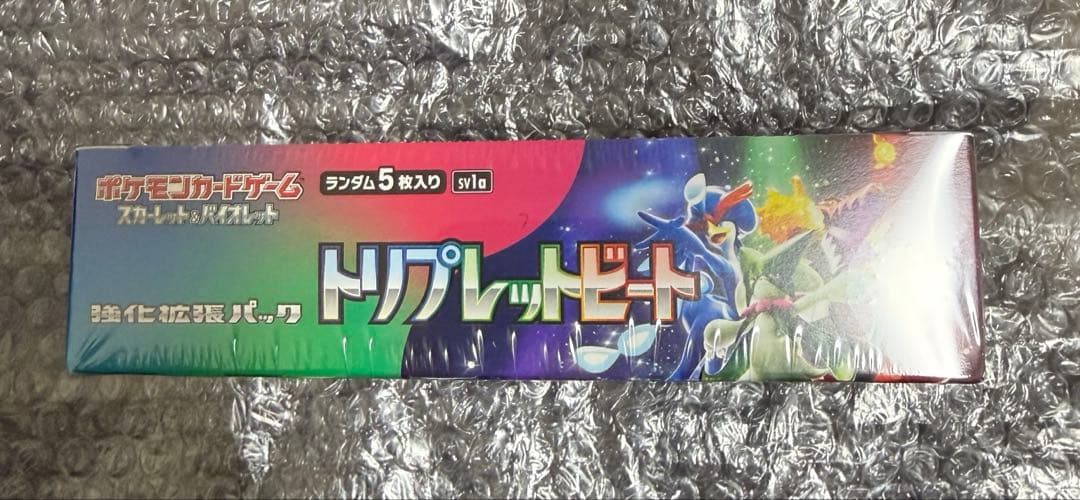 ポケモンカードゲーム
スカーレット&バイオレット
ランダム5枚入り sv1a
トリプレットビート
強化拡張パック